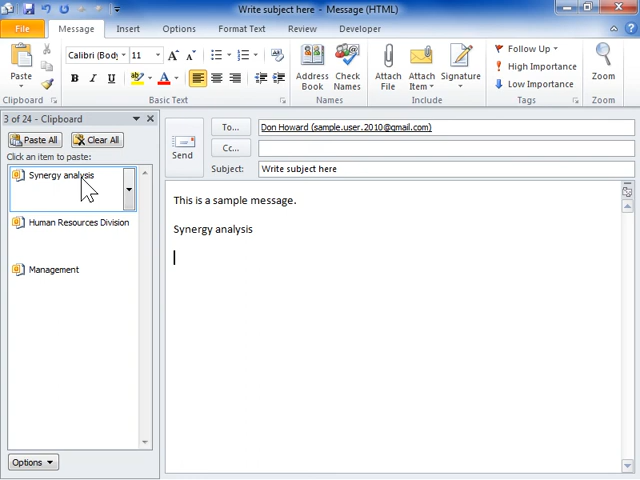 Write subject here - Message (HTML)
File Message Insert Options Format Text Review Developer
Calibri (Body) 11
B I U
Paste
Address Book
Check Names
Attach File
Attach Item
Signature
Follow Up
High Importance
Low Importance
Zoom
Clipboard Basic Text Names Include Tags Zoom
3 of 24 - Clipboard
Paste All Clear All
Click an item to paste:
Synergy analysis
Human Resources Division
Management
Options
Send
To... Don Howard (sample.user.2010@gmail.com)
Cc...
Subject: Write subject here
This is a sample message.
Synergy analysis